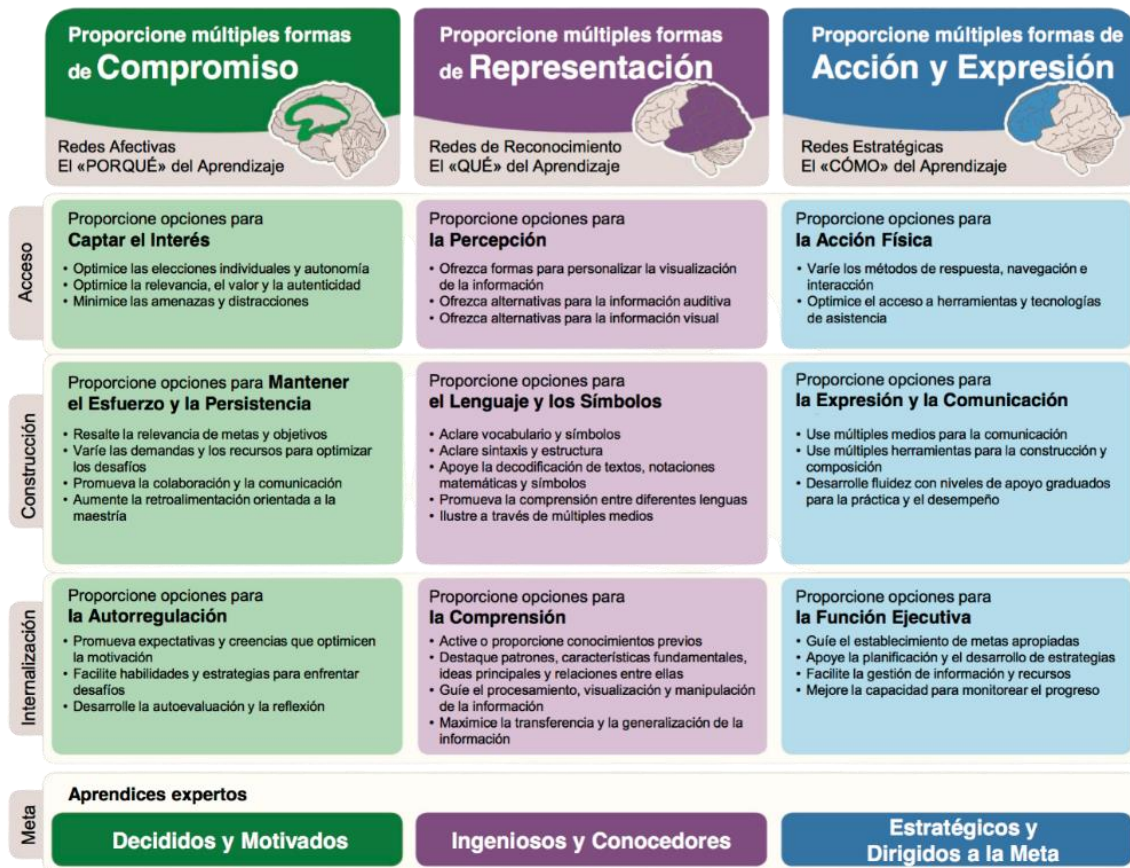 Proporcione múltiples formas
de Compromiso
Redes Afectivas
El «PORQUÉ» del Aprendizaje
Proporcione múltiples formas
de Representación
Redes de Reconocimiento
El «QUÉ» del Aprendizaje
Proporcione múltiples formas de
Acción y Expresión
Redes Estratégicas
El «CÓMO» del Aprendizaje
Acceso
Proporcione opciones para
Captar el Interés
• Optimice las elecciones individuales y autonomía
• Optimice la relevancia, el valor y la autenticidad
• Minimice las amenazas y distracciones
Proporcione opciones para
la Percepción
• Ofrezca formas para personalizar la visualización
de la información
• Ofrezca alternativas para la información auditiva
• Ofrezca alternativas para la información visual
Proporcione opciones para
la Acción Física
• Varíe los métodos de respuesta, navegación e
interacción
• Optimice el acceso a herramientas y tecnologías
de asistencia
Construcción
Proporcione opciones para Mantener
el Esfuerzo y la Persistencia
• Resalte la relevancia de metas y objetivos
• Varíe las demandas y los recursos para optimizar
los desafíos
• Promueva la colaboración y la comunicación
• Aumente la retroalimentación orientada a la
maestría
Proporcione opciones para
el Lenguaje y los Símbolos
• Aclare vocabulario y símbolos
• Aclare sintaxis y estructura
• Apoye la decodificación de textos, notaciones
matemáticas y símbolos
• Promueva la comprensión entre diferentes lenguas
• Ilustre a través de múltiples medios
Proporcione opciones para
la Expresión y la Comunicación
• Use múltiples medios para la comunicación
• Use múltiples herramientas para la construcción y
composición
• Desarrolle fluidez con niveles de apoyo graduados
para la práctica y el desempeño
Internalización
Proporcione opciones para
la Autorregulación
• Promueva expectativas y creencias que optimicen
la motivación
• Facilite habilidades y estrategias para enfrentar
desafíos
• Desarrolle la autoevaluación y la reflexión
Proporcione opciones para
la Comprensión
• Active o proporcione conocimientos previos
• Destaque patrones, características fundamentales,
ideas principales y relaciones entre ellas
• Guíe el procesamiento, visualización y manipulación
de la información
• Maximice la transferencia y la generalización de la
información
Proporcione opciones para
la Función Ejecutiva
• Guíe el establecimiento de metas apropiadas
• Apoye la planificación y el desarrollo de estrategias
• Facilite la gestión de información y recursos
• Mejore la capacidad para monitorear el progreso
Meta
Aprendices expertos
Decididos y Motivados
Ingeniosos y Conocedores
Estratégicos y
Dirigidos a la Meta